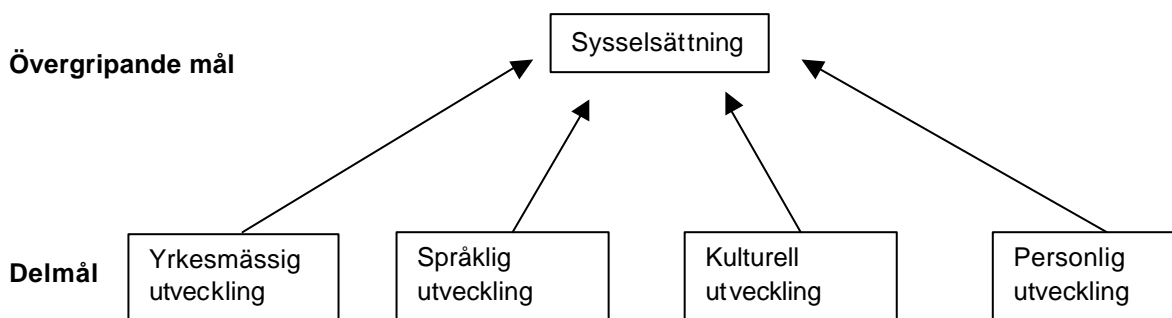 Sysselsättning
Övergripande mål
Delmål
Yrkesmässig
utveckling
Språklig
utveckling
Kulturell
utveckling
Personlig
utveckling